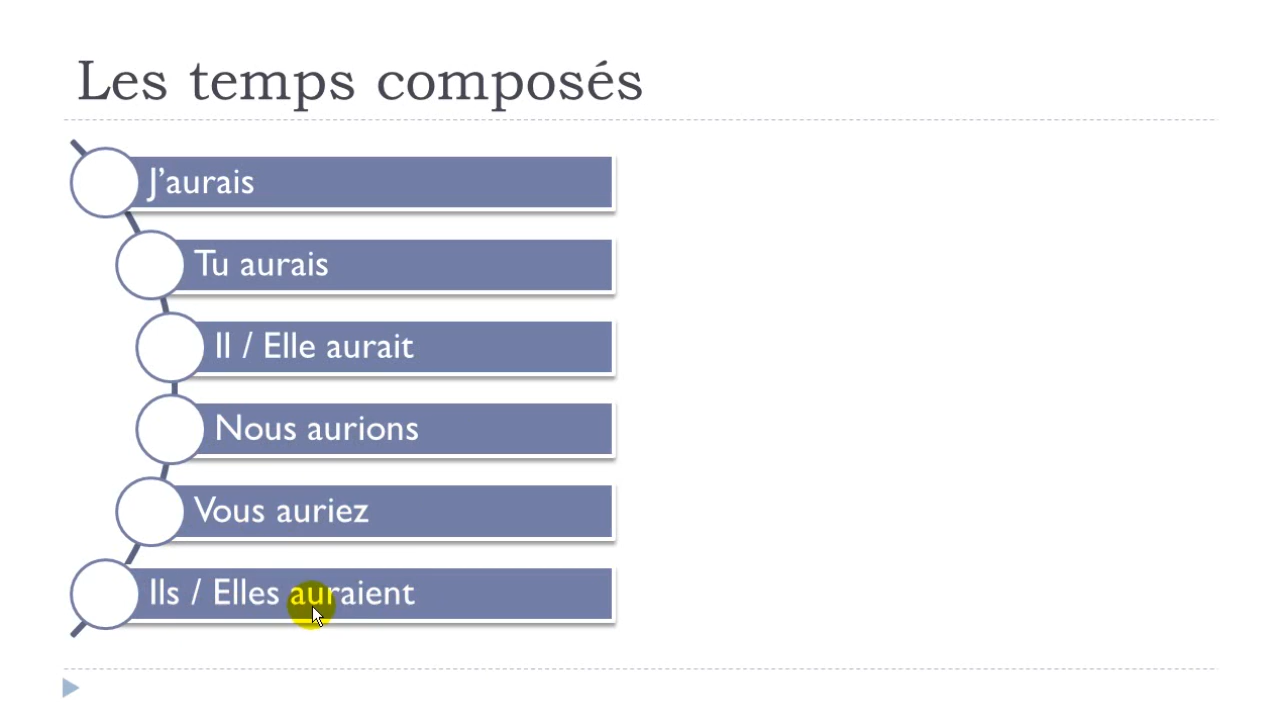 Les temps composés
J’aurais
Tu aurais
Il / Elle aurait
Nous aurions
Vous auriez
Ils / Elles auraient